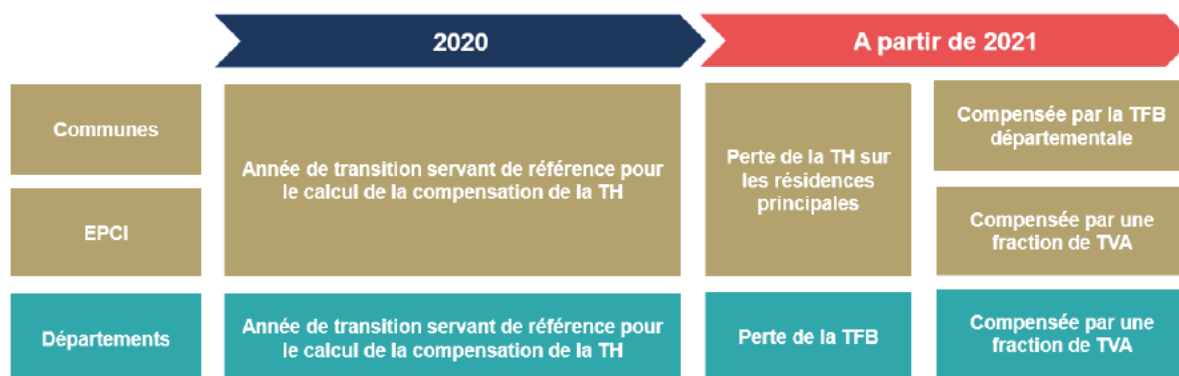 2020
A partir de 2021
Communes
Année de transition servant de référence pour
le calcul de la compensation de la TH
Perte de la TH sur
les résidences
principales
Compensée par la TFB
départementale
EPCI
Compensée par une
fraction de TVA
Départements
Année de transition servant de référence pour
le calcul de la compensation de la TH
Perte de la TFB
Compensée par une
fraction de TVA